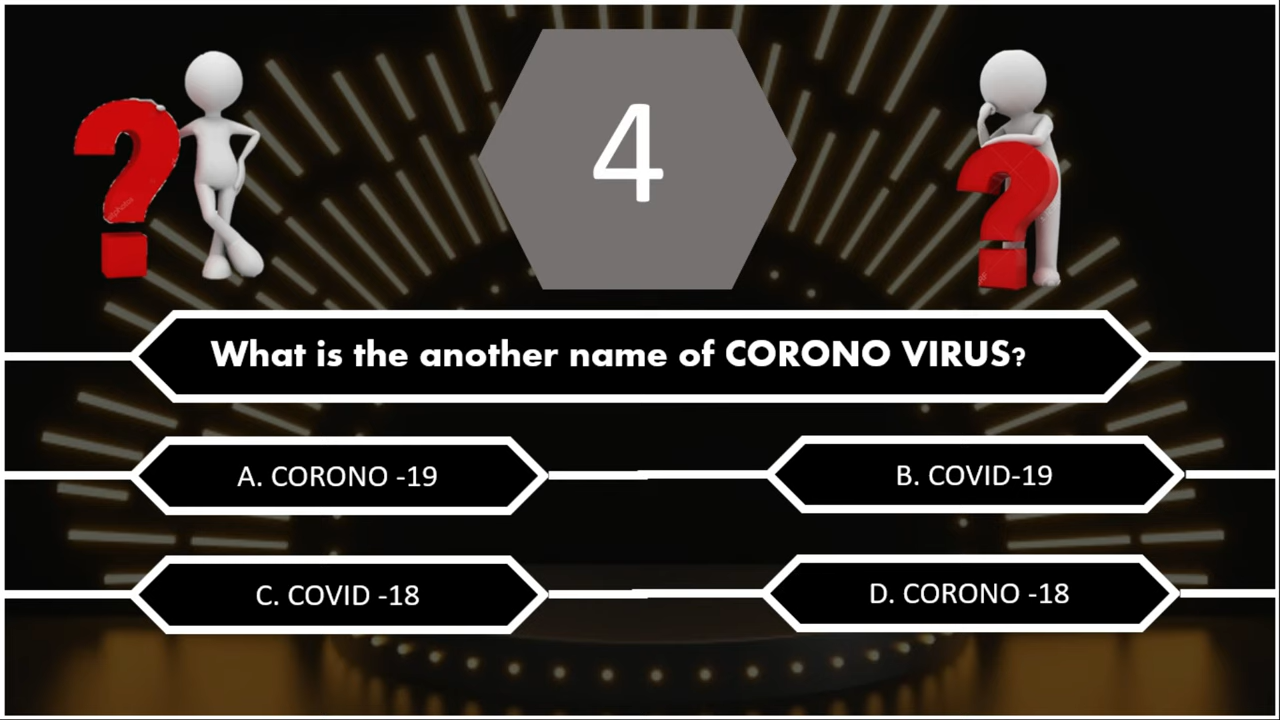 4
What is the another name of CORONO VIRUS?
A. CORONO -19
B. COVID-19
C. COVID -18
D. CORONO -18